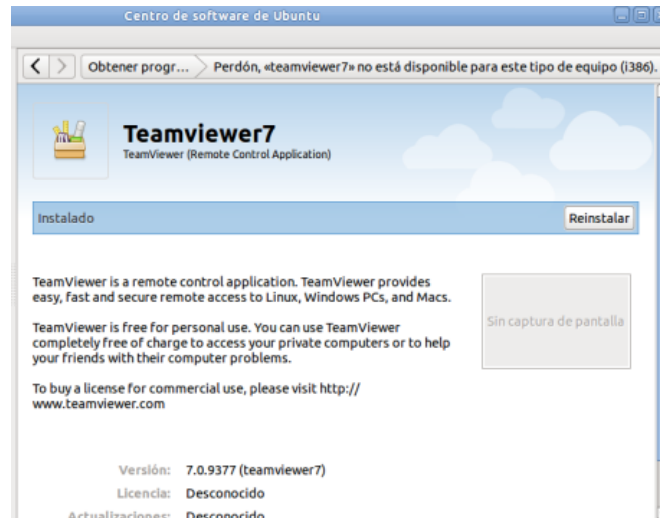 Centro de software de Ubuntu
Obtener progr... Perdón, «teamviewer7» no está disponible para este tipo de equipo (i386).
Teamviewer7
TeamViewer (Remote Control Application)
Instalado Reinstalar
TeamViewer is a remote control application. TeamViewer provides
easy, fast and secure remote access to Linux, Windows PCs, and Macs.
Sin captura de pantalla
TeamViewer is free for personal use. You can use TeamViewer
completely free of charge to access your private computers or to help
your friends with their computer problems.
To buy a license for commercial use, please visit http://
www.teamviewer.com
Versión: 7.0.9377 (teamviewer7)
Licencia: Desconocido
Actualizaciones: Desconocido